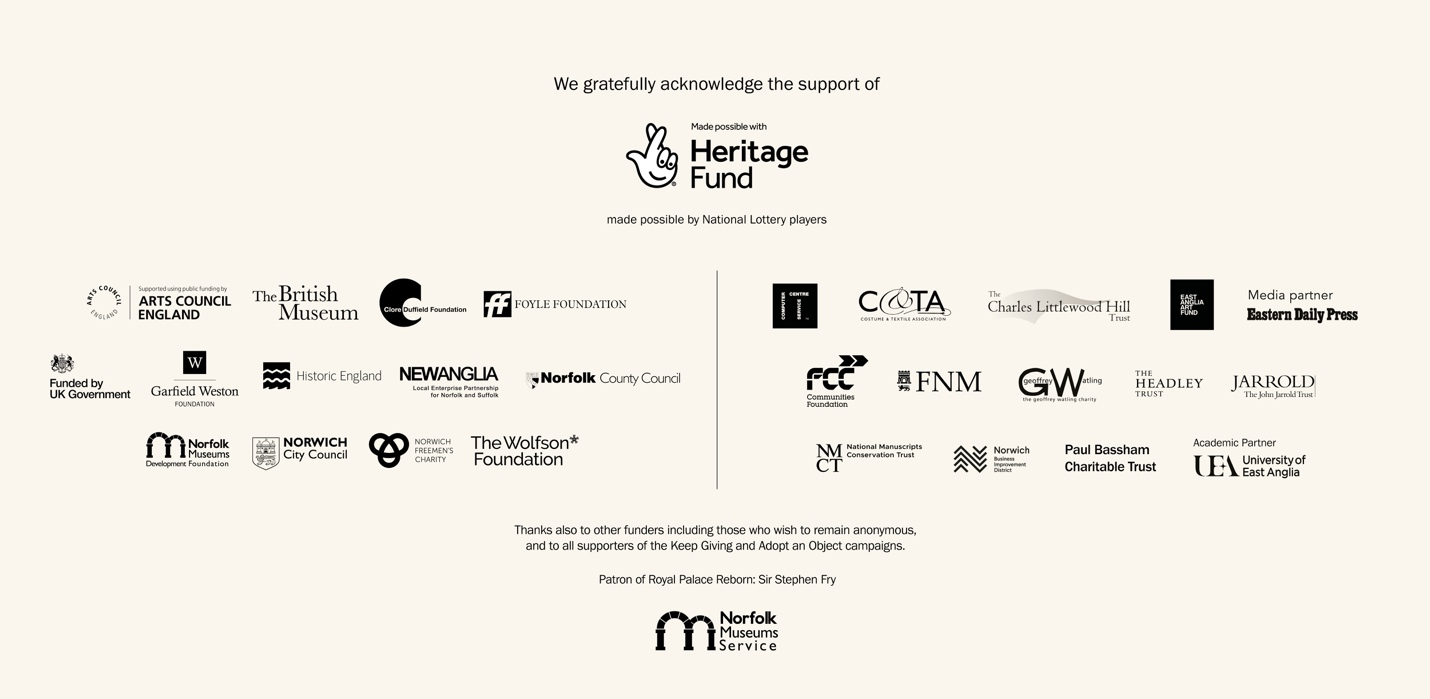 We gratefully acknowledge the support of
Made possible with
Heritage
Fund
made possible by National Lottery players
ARTS COUNCIL
ENGLAND
Supported using public funding by
ARTS COUNCIL
ENGLAND
The British
Museum
Clore Duffield Foundation
ff FOYLE FOUNDATION
Funded by
UK Government
W
Garfield Weston
FOUNDATION
Historic England
NEWANGLIA
Local Enterprise Partnership
for Norfolk and Suffolk
Norfolk County Council
Norfolk
Museums
Development Foundation
NORWICH
City Council
NORWICH
FREEMEN'S
CHARITY
The Wolfson*
Foundation
COMPUTER
SERVICE
CENTRE
C&TA
COSTUME & TEXTILE ASSOCIATION
The
Charles Littlewood Hill
Trust
EAST
ANGLIA
ART
FUND
Media partner
Eastern Daily Press
FCC
Communities
Foundation
FNM
geoffrey Watling
GW
the geoffrey watling charity
THE
HEADLEY
TRUST
JARROLD
The John Jarrold Trust
NM
CT
National Manuscripts
Conservation Trust
Norwich
Business
Improvement
District
Paul Bassham
Charitable Trust
Academic Partner
UEA University of
East Anglia
Thanks also to other funders including those who wish to remain anonymous,
and to all supporters of the Keep Giving and Adopt an Object campaigns.
Patron of Royal Palace Reborn: Sir Stephen Fry
Norfolk
Museums
Service